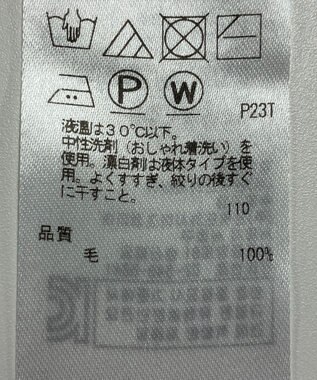 P
W
P23T
液温は30℃以下。
中性洗剤(おしゃれ着洗い)を
使用。漂白剤は液体タイプを使
用。よくすすぎ、絞りの後すぐ
に干すこと。
110
品質
毛 100%